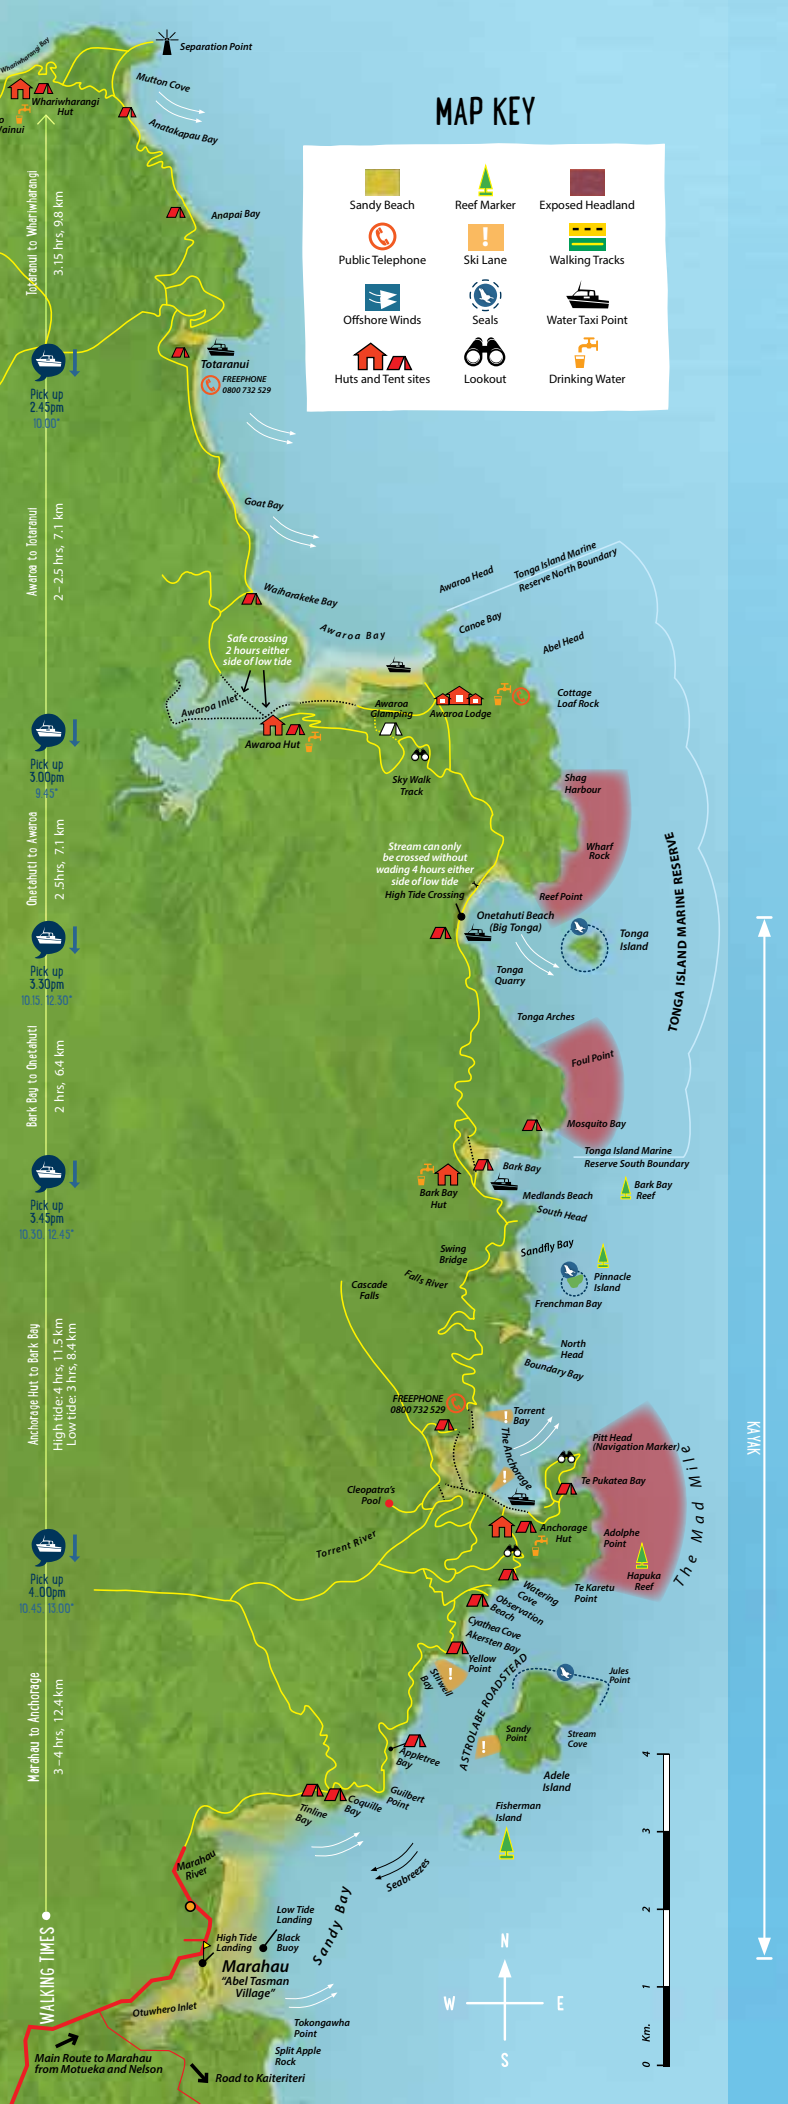 Whariwharangi Bay
Separation Point
Mutton Cove
Whariwharangi
Hut
Anatakapau Bay
Anapai Bay
MAP KEY
Sandy Beach
Reef Marker
Exposed Headland
Public Telephone
Ski Lane
Walking Tracks
Offshore Winds
Seals
Water Taxi Point
Huts and Tent sites
Lookout
Drinking Water
Totaranui to Whariwharangi
3.15 hrs, 9.8 km
Totaranui
FREEPHONE
0800 732 529
Pick up
2.45pm
10.00*
Goat Bay
Awaroa to Totaranui
2 – 2.5 hrs, 7.1 km
Waiharakeke Bay
Awaroa Bay
Awaroa Head
Tonga Island Marine
Reserve North Boundary
Canoe Bay
Abel Head
Safe crossing
2 hours either
side of low tide
Awaroa Inlet
Awaroa Hut
Awaroa
Glamping
Awaroa Lodge
Cottage
Loaf Rock
Sky Walk
Track
Pick up
3.00pm
9.45*
Shag
Harbour
Wharf
Rock
Reef Point
Stream can only
be crossed without
wading 4 hours either
side of low tide
High Tide Crossing
Onetahuti to Awaroa
2.5hrs, 7.1 km
Onetahuti Beach
(Big Tonga)
Tonga
Island
TONGA ISLAND MARINE RESERVE
Pick up
3.30pm
10.15, 12.30*
Tonga
Quarry
Tonga Arches
Foul Point
Mosquito Bay
Bark Bay to Onetahuti
2 hrs, 6.4 km
Tonga Island Marine
Reserve South Boundary
Bark Bay
Bark Bay
Hut
Bark Bay
Reef
Medlands Beach
South Head
Pick up
3.45pm
10.30, 12.45*
Swing
Bridge
Sandfly Bay
Pinnacle
Island
Frenchman Bay
Falls River
Cascade
Falls
North
Head
Boundary Bay
Anchorage Hut to Bark Bay
High tide: 4 hrs, 11.5 km
Low tide: 3 hrs, 8.4 km
FREEPHONE
0800 732 529
Torrent
Bay
The Anchorage
Pitt Head
(Navigation Marker)
Te Pukatea Bay
The Mad Mile
KAYAK
Cleopatra's
Pool
Torrent River
Anchorage
Hut
Adolphe
Point
Hapuka
Reef
Te Karetu
Point
Pick up
4.00pm
10.45, 13.00*
Watering
Cove
Observation
Beach
Cyathea Cove
Akersten Bay
Yellow
Point
Stilwell
Bay
ASTROLABE ROADSTEAD
Jules
Point
Sandy
Point
Stream
Cove
Adele
Island
Marahau to Anchorage
3 – 4 hrs, 12.4 km
Appletree
Bay
Guilbert
Point
Coquille
Bay
Tinline
Bay
Fisherman
Island
Seabreezes
Marahau
River
Sandy Bay
Low Tide
Landing
High Tide
Landing
Black
Buoy
Marahau
"Abel Tasman
Village"
WALKING TIMES
Otuwhero Inlet
Tokongawha
Point
Split Apple
Rock
Main Route to Marahau
from Motueka and Nelson
Road to Kaiteriteri
N
W E
S
4
3
2
1
0
Km.